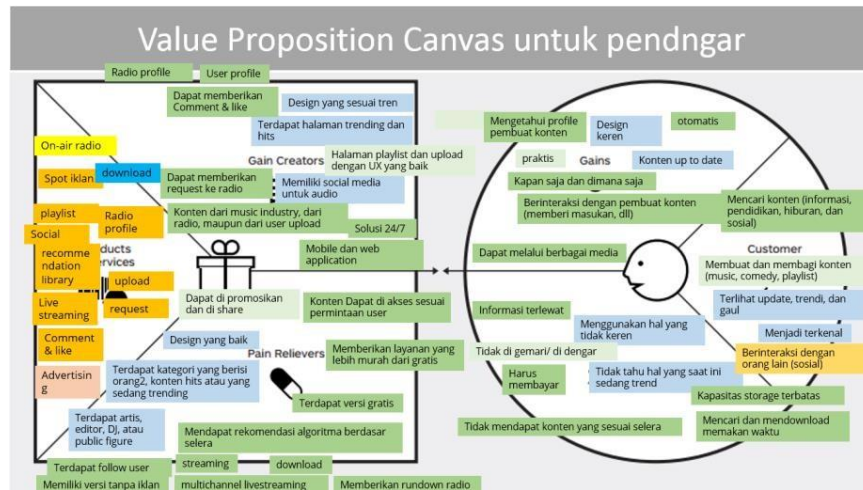 Value Proposition Canvas untuk pendngar
Radio profile
User profile
Dapat memberikan
Comment & like
Design yang sesuai tren
Terdapat halaman trending dan
hits
On-air radio
Gain Creators
Halaman playlist dan upload
dengan UX yang baik
Spot iklan
download
Dapat memberikan
request ke radio
Memiliki social media
untuk audio
playlist
Radio
profile
Konten dari music industry, dari
radio, maupun dari user upload
Solusi 24/7
Social
Mobile dan web
application
ducts
ervices
recomme
ndation
library
upload
Live
streaming
request
Dapat di promosikan
dan di share
Konten Dapat di akses sesuai
permintaan user
Comment
& like
Design yang baik
Pain Relievers
Memberikan layanan yang
lebih murah dari gratis
Advertisin
g
Terdapat kategori yang berisi
orang2, konten hits atau yang
sedang trending
Terdapat versi gratis
Terdapat artis,
editor, DJ, atau
public figure
Mendapat rekomendasi algoritma berdasar
selera
Terdapat follow user
streaming
download
Memiliki versi tanpa iklan
multichannel livestreaming
Memberikan rundown radio
Mengetahui profile
pembuat konten
Design
keren
otomatis
praktis
Gains
Konten up to date
Kapan saja dan dimana saja
Berinteraksi dengan pembuat konten
(memberi masukan, dll)
Mencari konten (informasi,
pendidikan, hiburan, dan
sosial)
Dapat melalui berbagai media
Customer
Membuat dan membagi konten
(music, comedy, playlist)
Terlihat update, trendi, dan
gaul
Informasi terlewat
Menggunakan hal yang
tidak keren
Menjadi terkenal
Tidak di gemari/ di dengar
Berinteraksi dengan
orang lain (sosial)
Harus
membayar
Tidak tahu hal yang saat ini
sedang trend
Kapasitas storage terbatas
Tidak mendapat konten yang sesuai selera
Mencari dan mendownload
memakan waktu